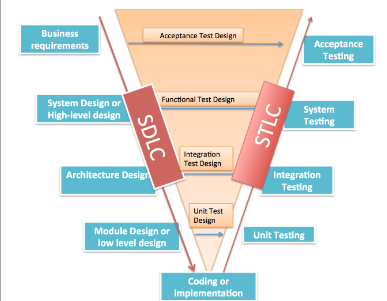 Business
requirements
Acceptance Test Design
Acceptance
Testing
System Design or
High-level design
SDLC
Functional Test Design
STLC
System
Testing
Architecture Design
Integration
Test Design
Integration
Testing
Module Design or
low level design
Unit Test
Design
Unit Testing
Coding or
implementation